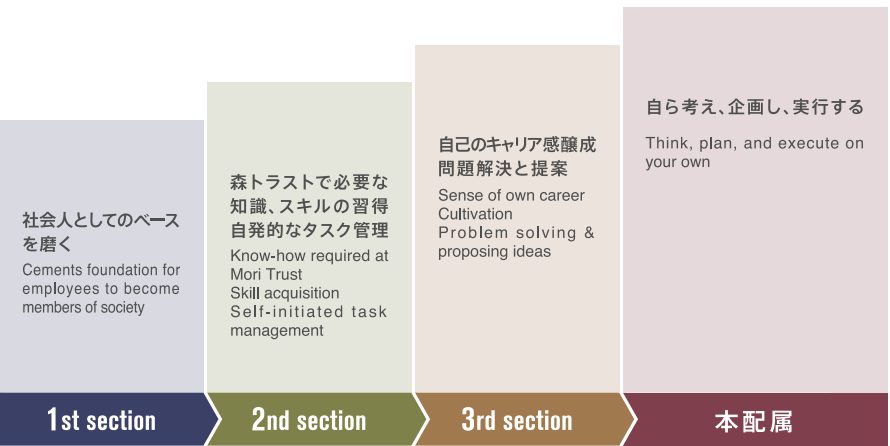 社会人としてのベース
を磨く
Cements foundation for
employees to become
members of society
1st section
森トラストで必要な
知識、スキルの習得
自発的なタスク管理
Know-how required at
Mori Trust
Skill acquisition
Self-initiated task
management
2nd section
自己のキャリア感醸成
問題解決と提案
Sense of own career
Cultivation
Problem solving &
proposing ideas
3rd section
自ら考え、企画し、実行する
Think, plan, and execute on
your own
本配属